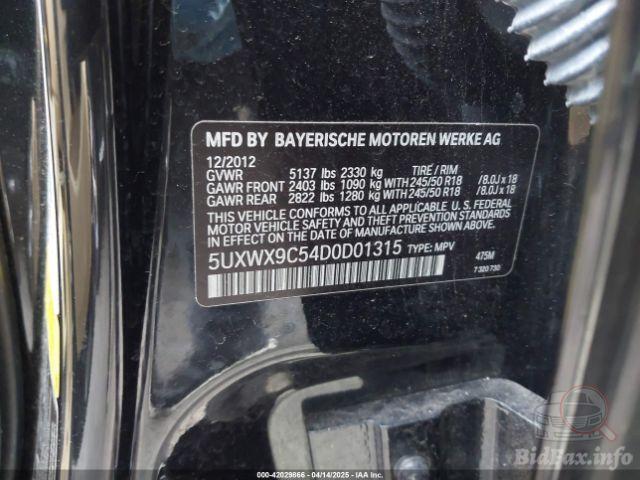 MFD BY BAYERISCHE MOTOREN WERKE AG
12/2012
GVWR 5137 lbs 2330 kg TIRE / RIM
GAWR FRONT 2403 lbs 1090 kg WITH 245/50 R18 /8.0J x 18
GAWR REAR 2822 lbs 1280 kg WITH 245/50 R18 /8.0J x 18
THIS VEHICLE CONFORMS TO ALL APPLICABLE U. S. FEDERAL
MOTOR VEHICLE SAFETY, BUMPER, AND THEFT PREVENTION
STANDARDS IN EFFECT ON THE DATE OF MANUFACTURE SHOWN ABOVE.
5UXWX9C54D0D01315 TYPE: MPV 475M
7 320 730
000-42029866 - 04/14/2025 - IAA Inc.
BidBax.info